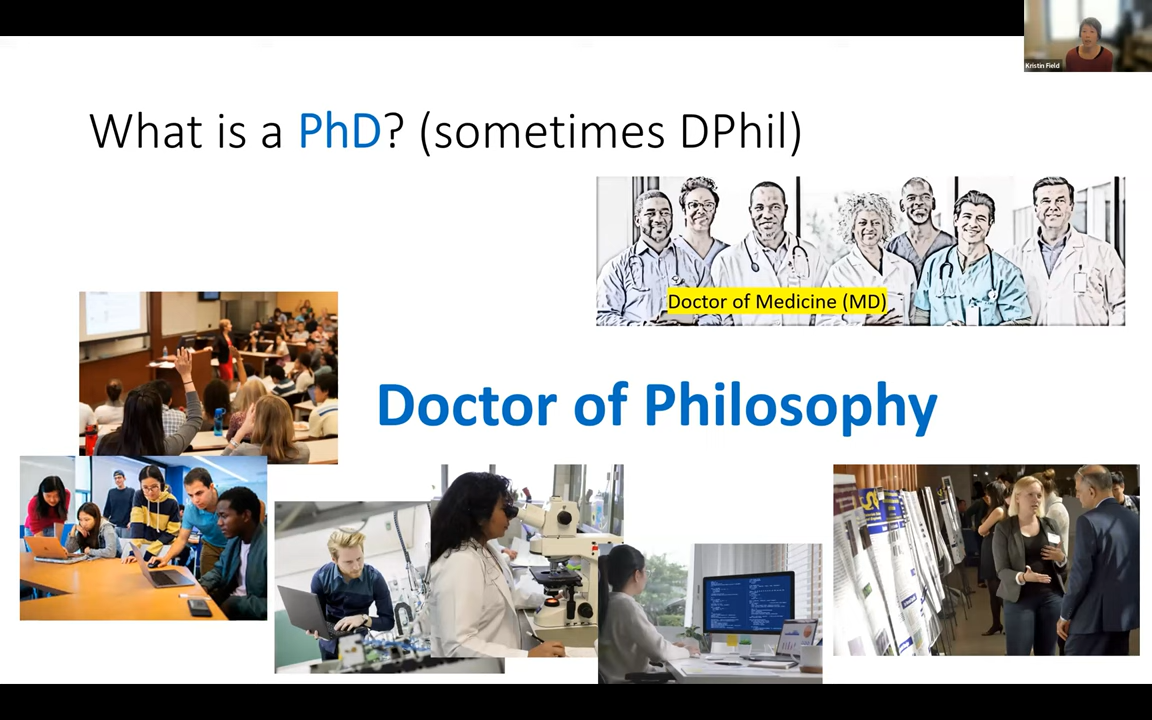 Kristin Field
What is a PhD? (sometimes DPhil)
Doctor of Medicine (MD)
Doctor of Philosophy